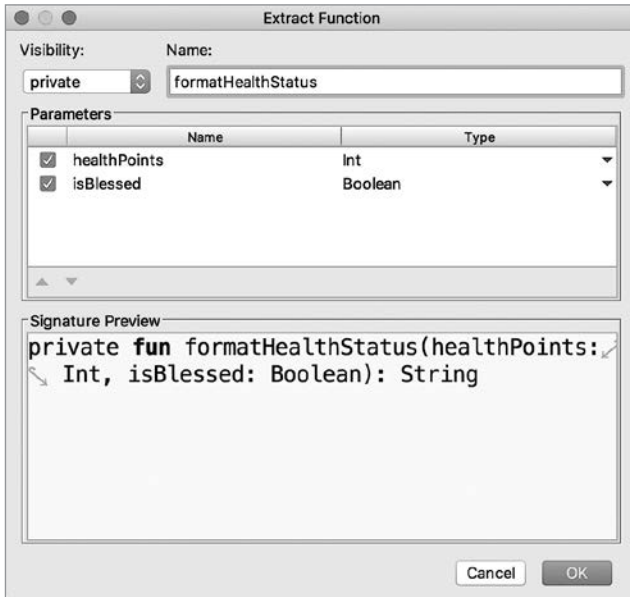 Extract Function
Visibility: Name:
private formatHealthStatus
Parameters
Name Type
healthPoints Int
isBlessed Boolean
Signature Preview
private fun formatHealthStatus(healthPoints:
Int, isBlessed: Boolean): String
Cancel OK